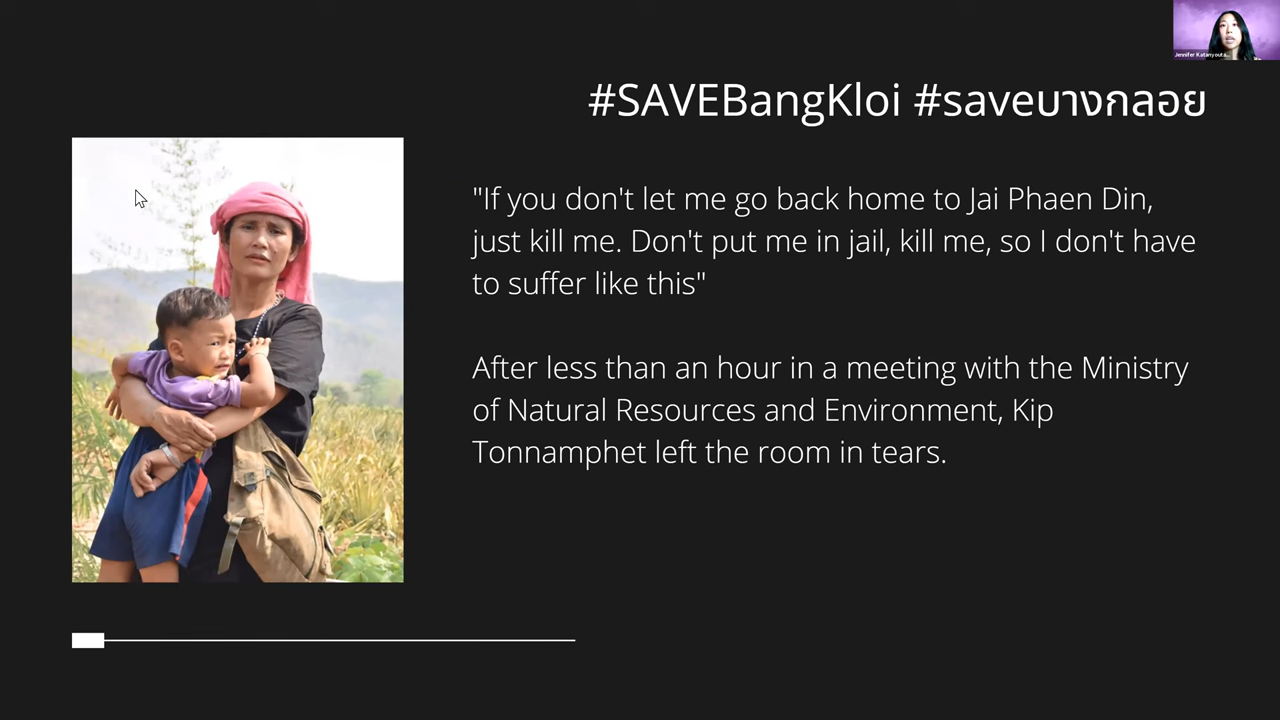 #SAVEBangKloi #saveบางกลอย
"If you don't let me go back home to Jai Phaen Din,
just kill me. Don't put me in jail, kill me, so I don't have
to suffer like this"
After less than an hour in a meeting with the Ministry
of Natural Resources and Environment, Kip
Tonnamphet left the room in tears.